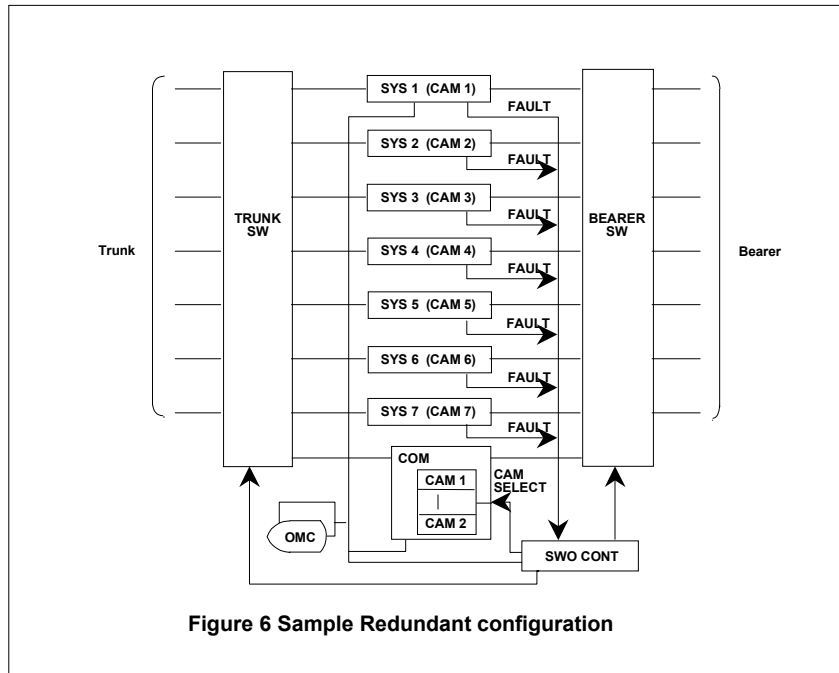 SYS 1 (CAM 1)
FAULT
SYS 2 (CAM 2)
FAULT
SYS 3 (CAM 3)
FAULT
TRUNK
SW
BEARER
SW
Trunk
SYS 4 (CAM 4)
Bearer
FAULT
SYS 5 (CAM 5)
FAULT
SYS 6 (CAM 6)
FAULT
SYS 7 (CAM 7)
FAULT
COM
CAM 1
CAM 2
CAM
SELECT
OMC
SWO CONT
Figure 6 Sample Redundant configuration